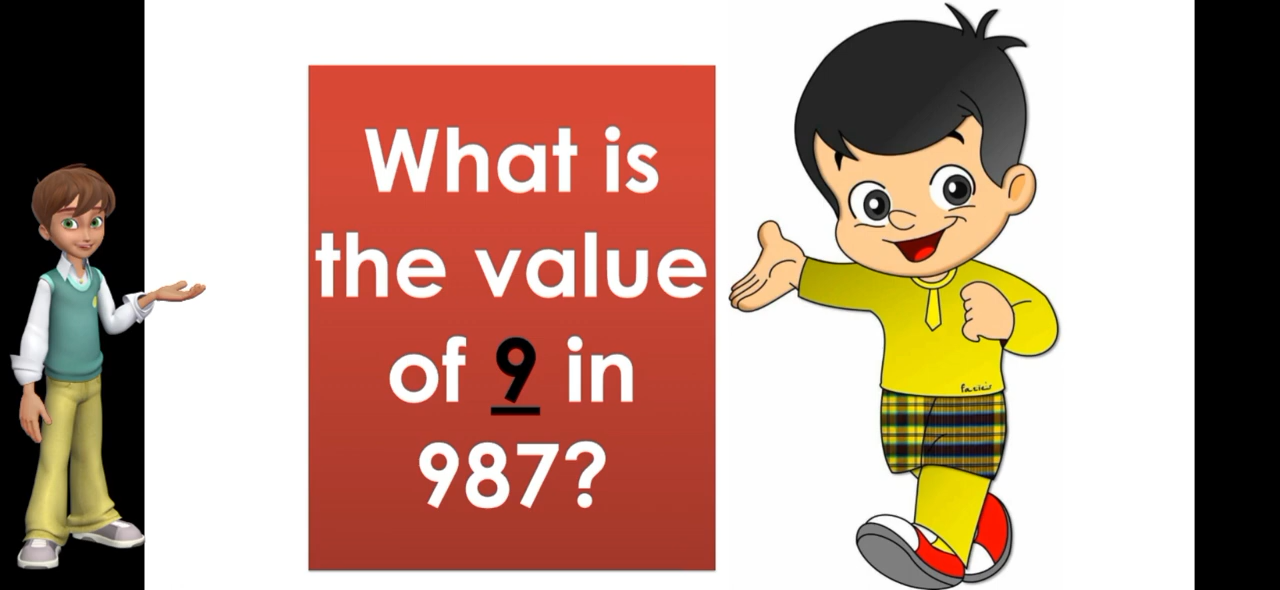 What is
the value
of 9 in
987?